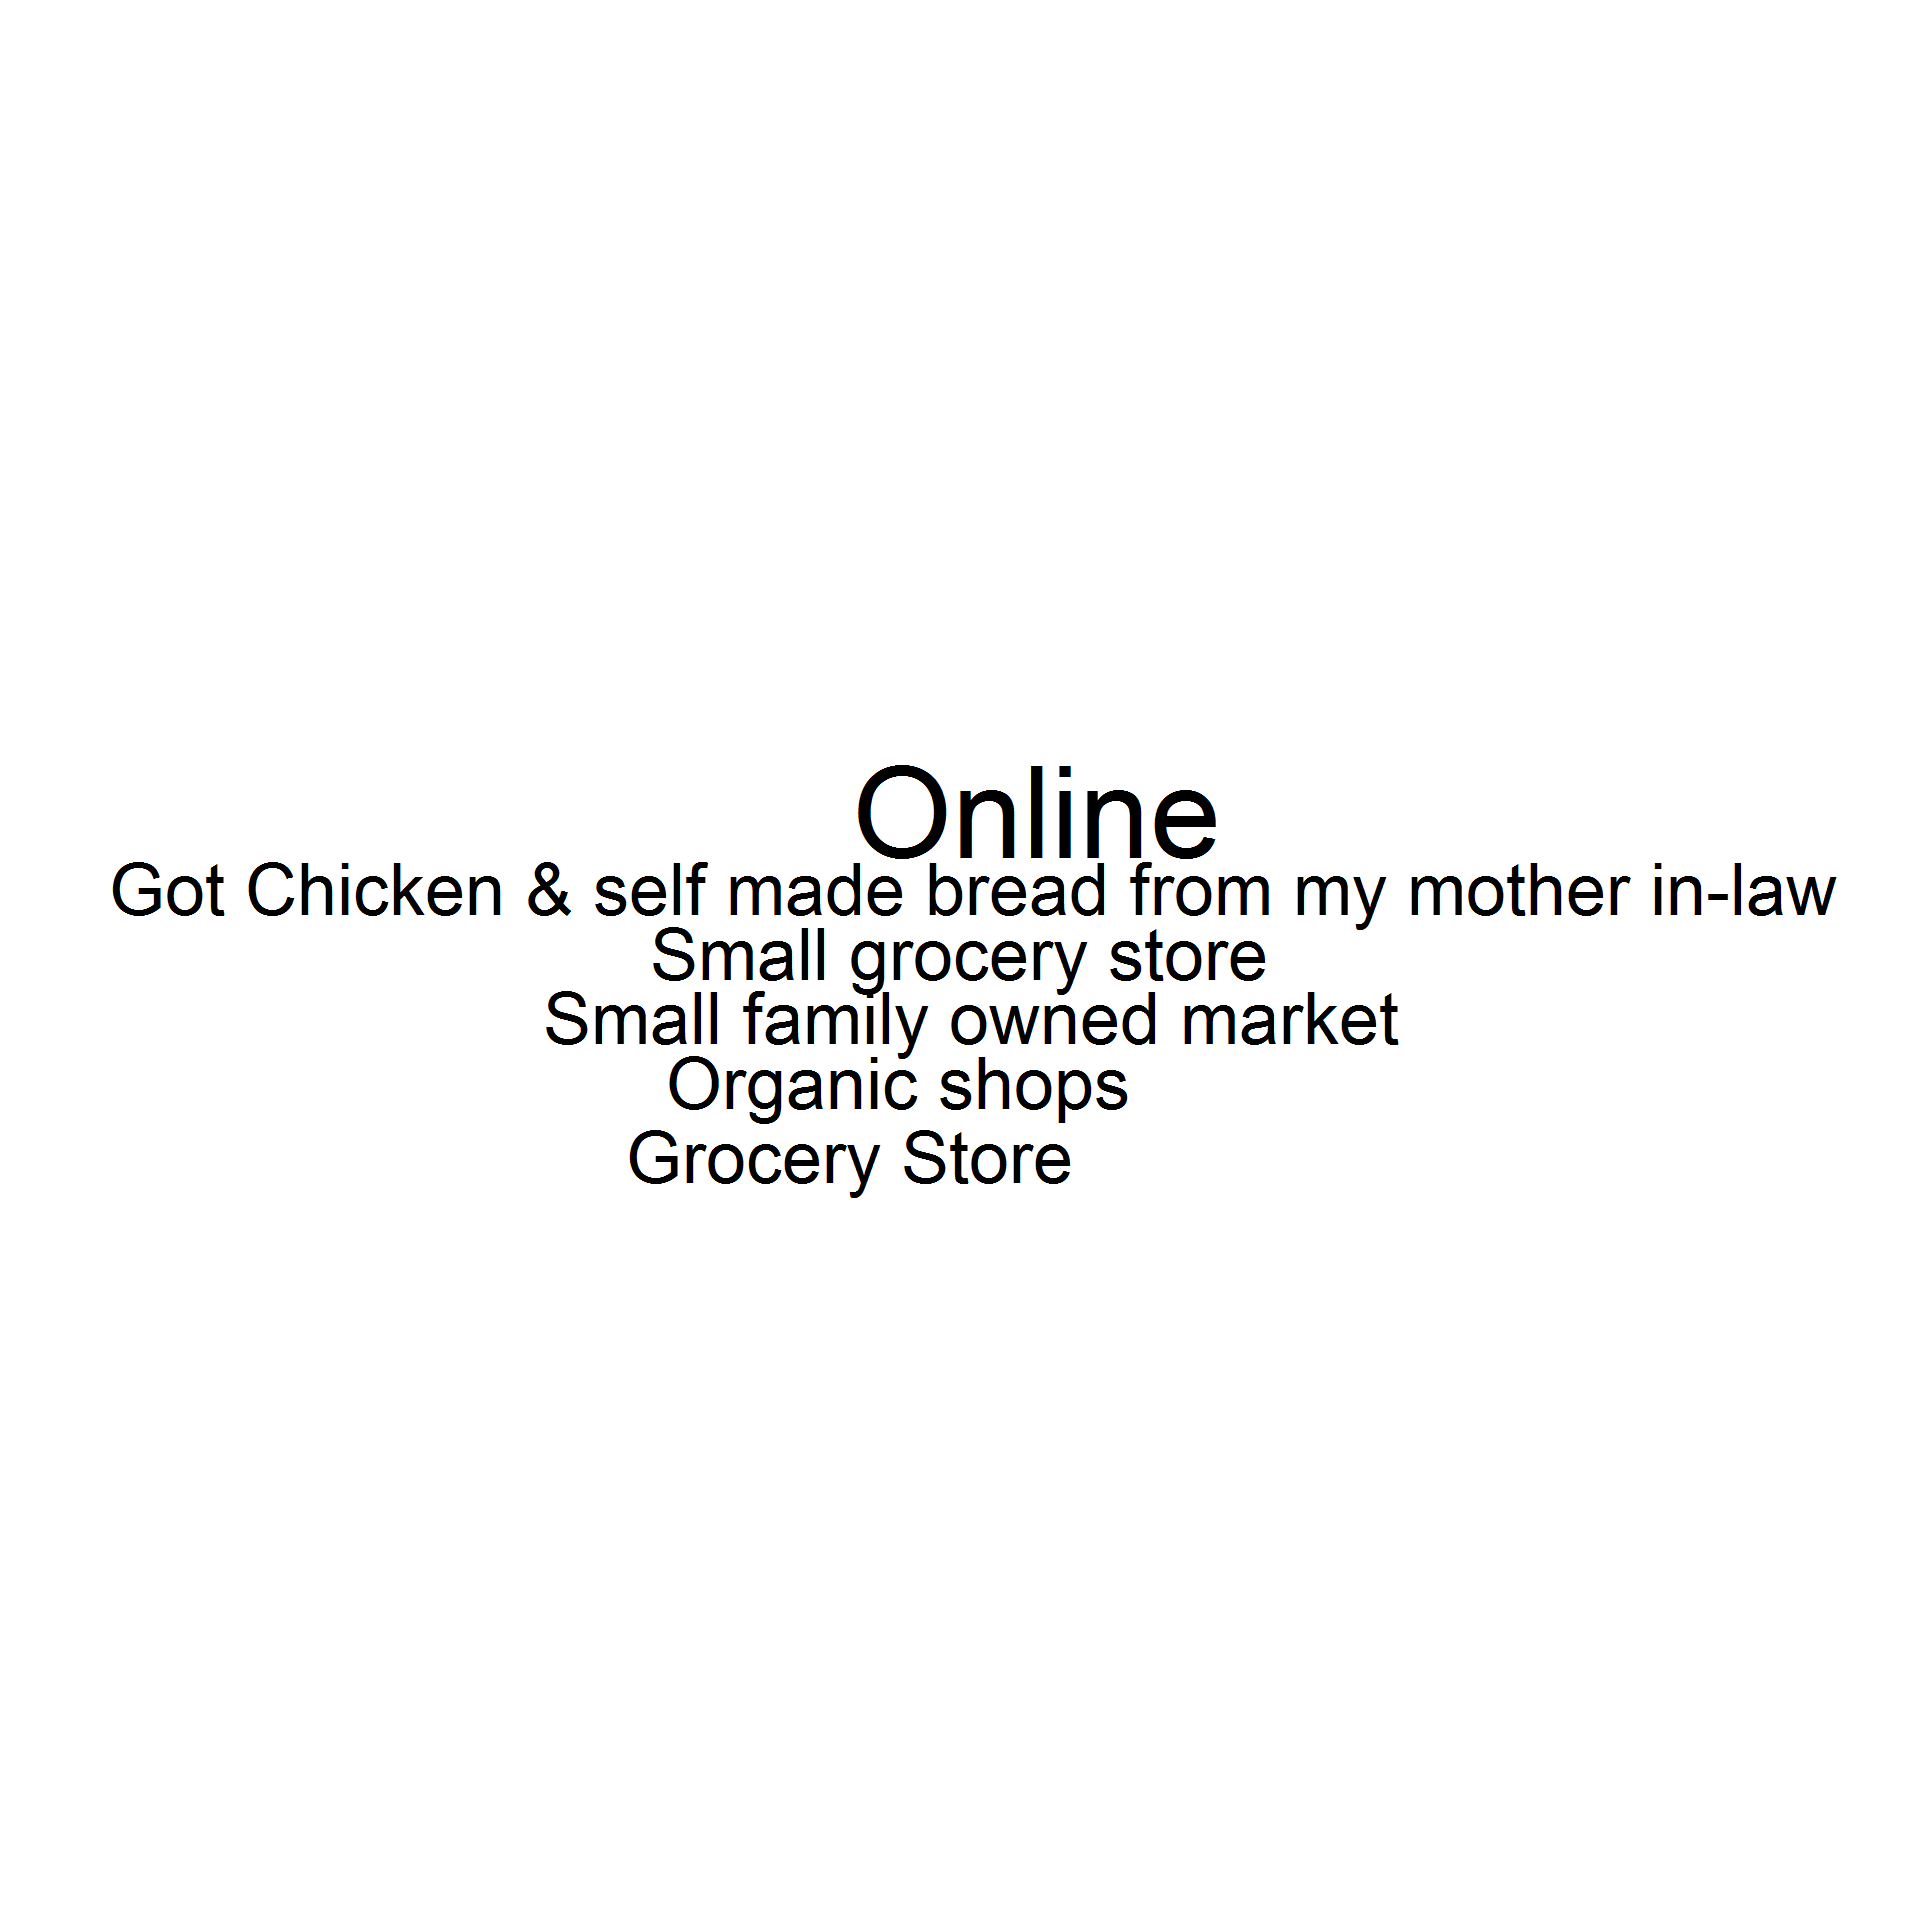 Online
Got Chicken & self made bread from my mother in-law
Small grocery store
Small family owned market
Organic shops
Grocery Store